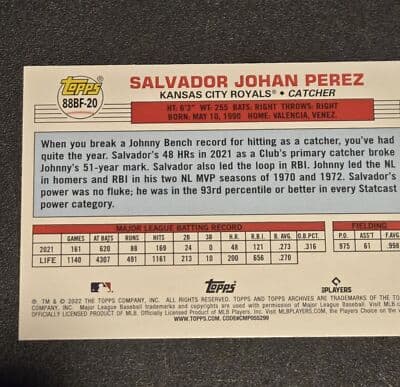 Topps
88BF-20
SALVADOR JOHAN PEREZ
KANSAS CITY ROYALS® • CATCHER
HT: 6'3" WT: 255 BATS: RIGHT THROWS: RIGHT
BORN: MAY 10, 1990 HOME: VALENCIA, VENEZ.
When you break a Johnny Bench record for hitting as a catcher, you've had
quite the year. Salvador's 48 HRs in 2021 as a Club's primary catcher broke
Johnny's 51-year mark. Salvador also led the loop in RBI. Johnny led the NL
in homers and RBI in his two NL MVP seasons of 1970 and 1972. Salvador's
power was no fluke; he was in the 93rd percentile or better in every Statcast
power category.
MAJOR LEAGUE BATTING RECORD FIELDING
GAMES AT BATS RUNS HITS 2B 3B HR RBI B. AVG. O.B.PCT. P.O. ASST F. AVG.
2021 161 620 88 169 24 0 48 121 .273 .316 975 61 .998
LIFE 1140 4307 491 1161 213 10 200 656 .270
MLB Topps PLAYERS
®, TM & © 2022 THE TOPPS COMPANY, INC. ALL RIGHTS RESERVED. TOPPS AND TOPPS ARCHIVES ARE TRADEMARKS OF THE TO
COMPANY, INC. Major League Baseball trademarks and copyrights are used with permission of Major League Baseball. Visit MLB.c
OFFICIALLY LICENSED PRODUCT OF MLB Players, Inc. Visit MLBPLAYERS.COM, the Players Choice on the
WWW.TOPPS.COM. CODE#CMP055299